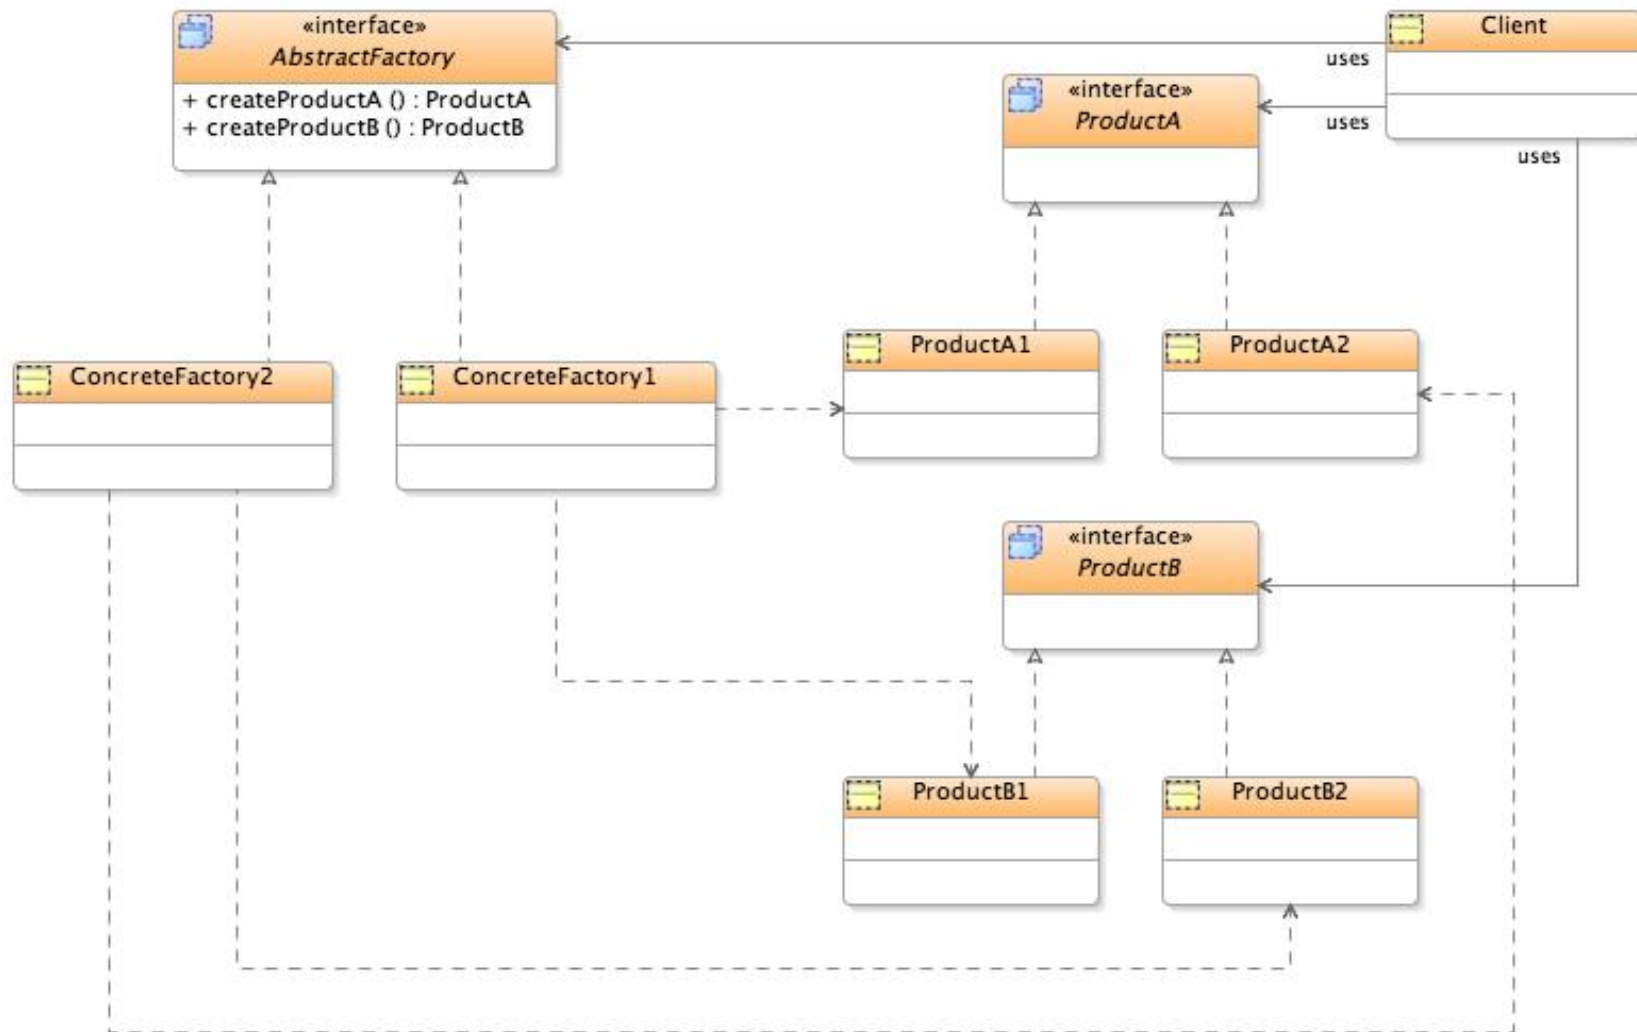 «interface»
AbstractFactory
+ createProductA () : ProductA
+ createProductB () : ProductB
Client
uses
«interface»
ProductA
uses
uses
ProductA1
ProductA2
ConcreteFactory2
ConcreteFactory1
«interface»
ProductB
ProductB1
ProductB2